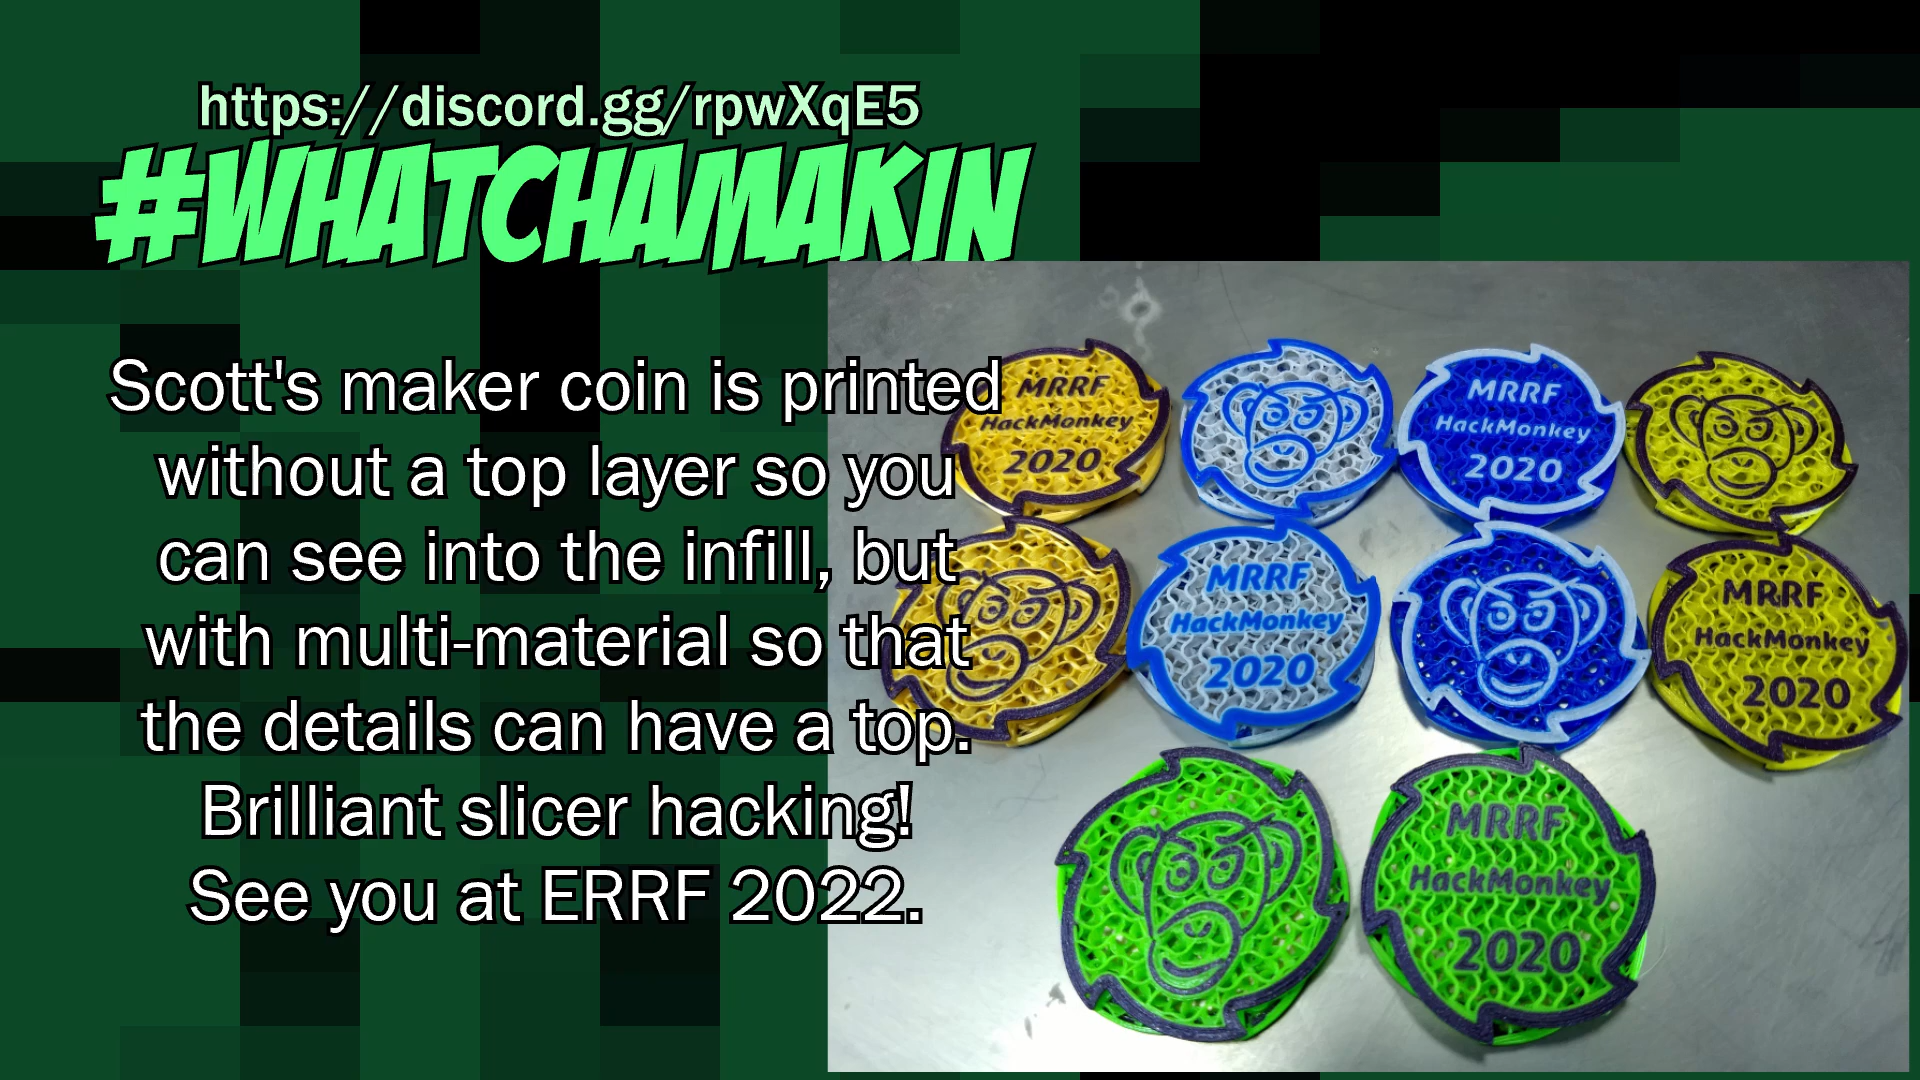 https://discord.gg/rpwXqE5
#WHATCHAMAKIN
Scott's maker coin is printed
without a top layer so you
can see into the infill, but
with multi-material so that
the details can have a top.
Brilliant slicer hacking!
See you at ERRF 2022.
MRRF
HackMonkey
2020
MRRF
HackMonkey
2020
MRRF
HackMonkey
2020
MRRF
HackMonkey
2020
MRRF
HackMonkey
2020